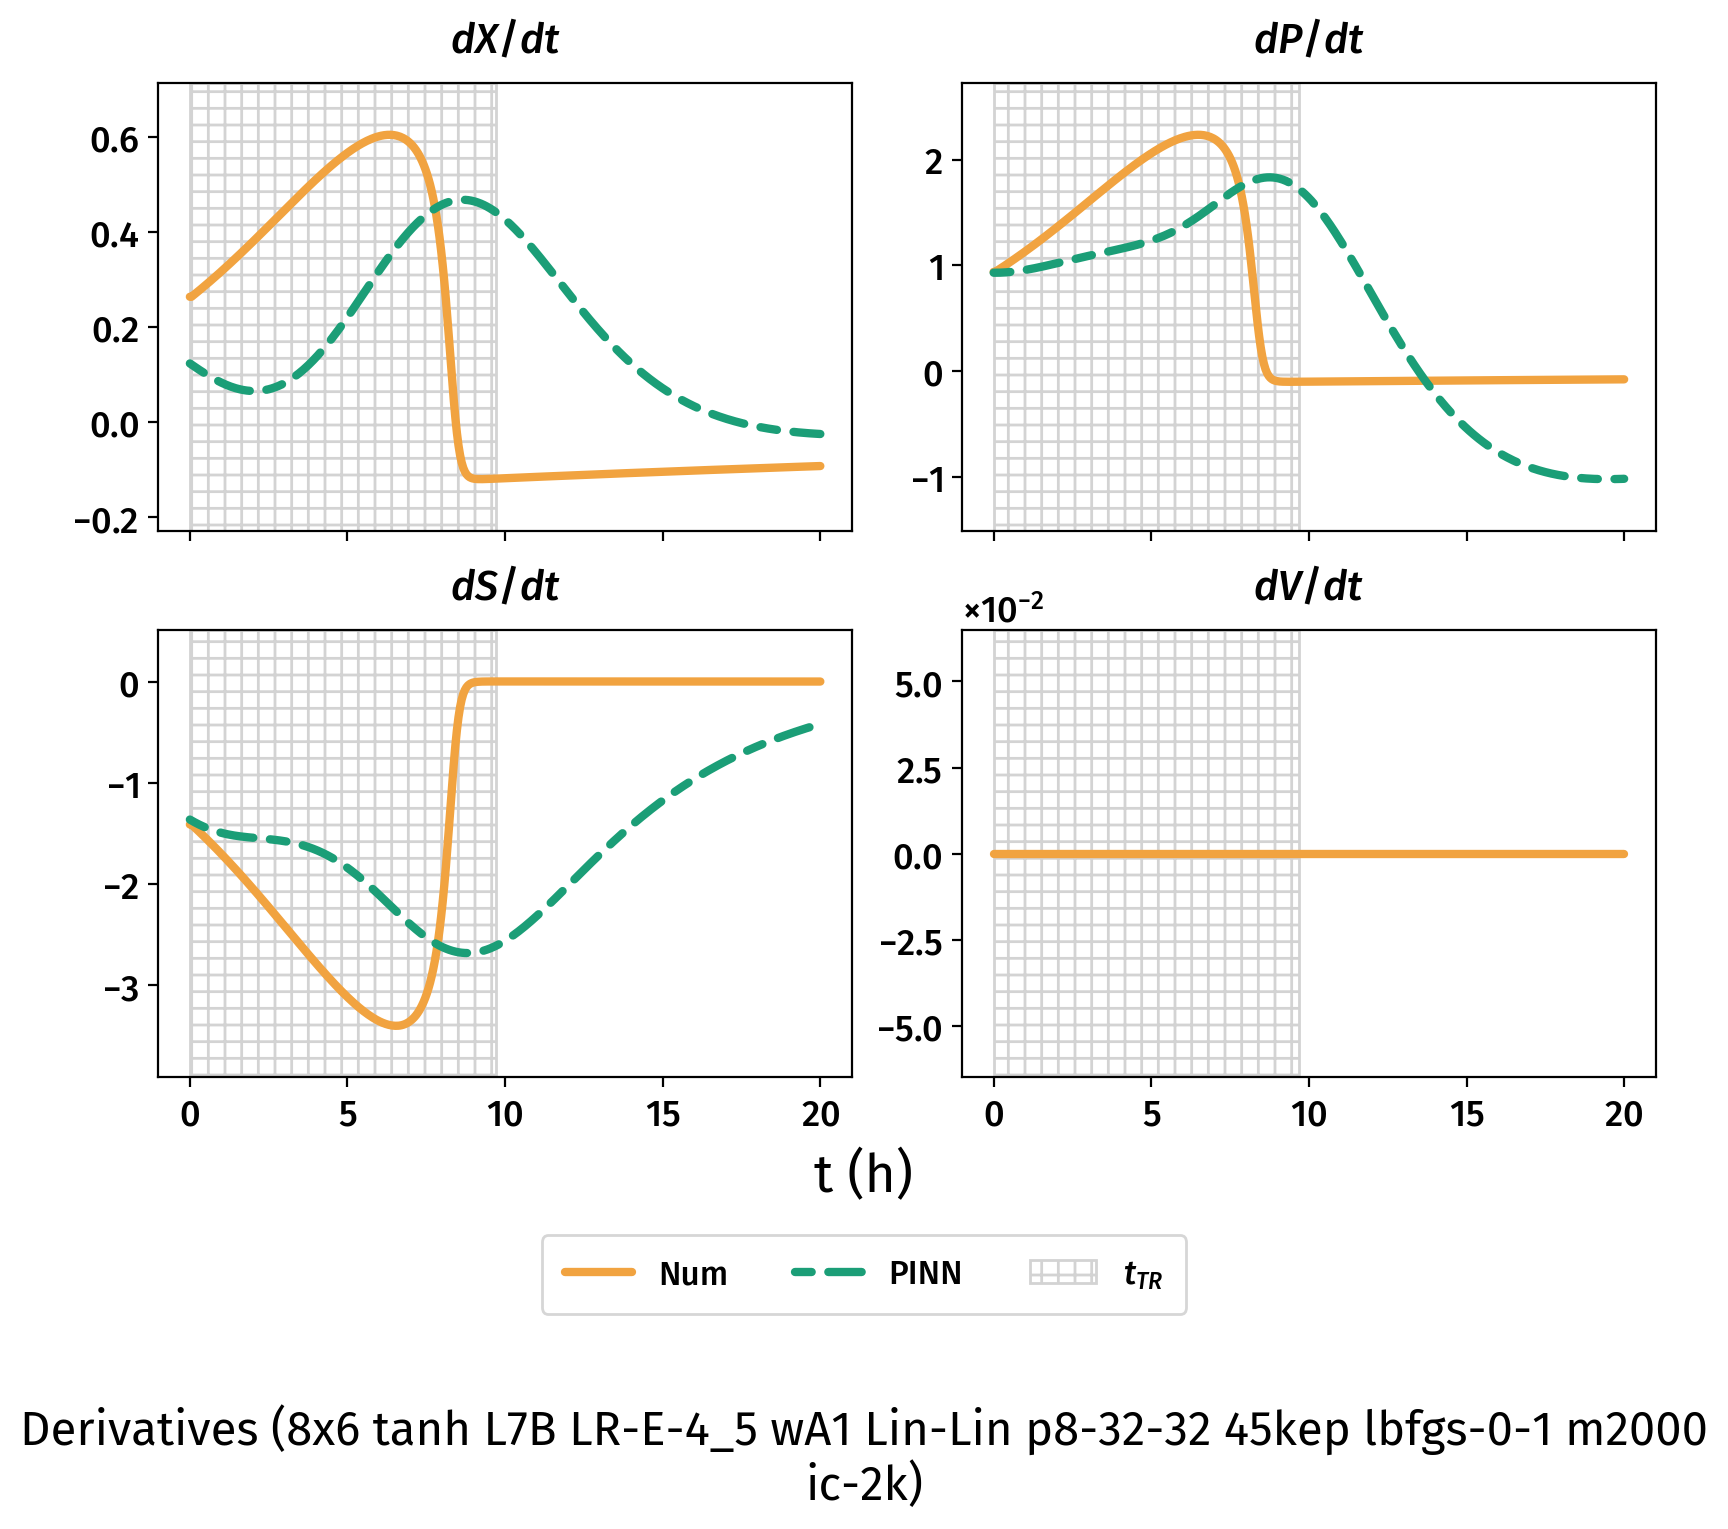 dX/dt
dP/dt
0.6
0.4
0.2
0.0
−0.2
2
1
0
−1
dS/dt
dV/dt
×10⁻²
0
−1
−2
−3
5.0
2.5
0.0
−2.5
−5.0
0 5 10 15 20
0 5 10 15 20
t (h)
Num PINN t_TR
Derivatives (8x6 tanh L7B LR-E-4_5 wA1 Lin-Lin p8-32-32 45kep lbfgs-0-1 m2000
ic-2k)